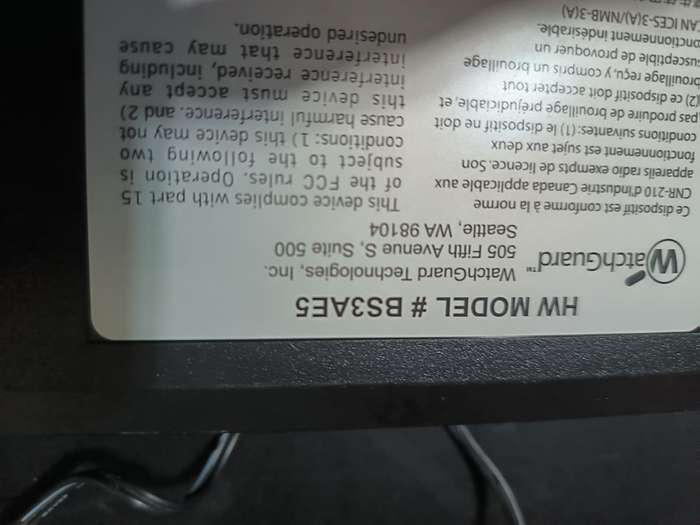 HW MODEL # BS3AE5
WatchGuard™
WatchGuard Technologies, Inc.
505 Fifth Avenue S, Suite 500
Seattle, WA 98104
Ce dispositif est conforme à la norme
CNR-210 d'Industrie Canada applicable aux
appareils radio exempts de licence. Son
fonctionnement est sujet aux deux
conditions suivantes: (1) le dispositif ne doit
pas produire de brouillage préjudiciable, et
(2) ce dispositif doit accepter tout
brouillage reçu, y compris un brouillage
susceptible de provoquer un
fonctionnement indésirable.
CAN ICES-3(A)/NMB-3(A)
This device complies with part 15
of the FCC rules. Operation is
subject to the following two
conditions: 1) this device may not
cause harmful interference. and 2)
this device must accept any
interference received, including
interference that may cause
undesired operation.